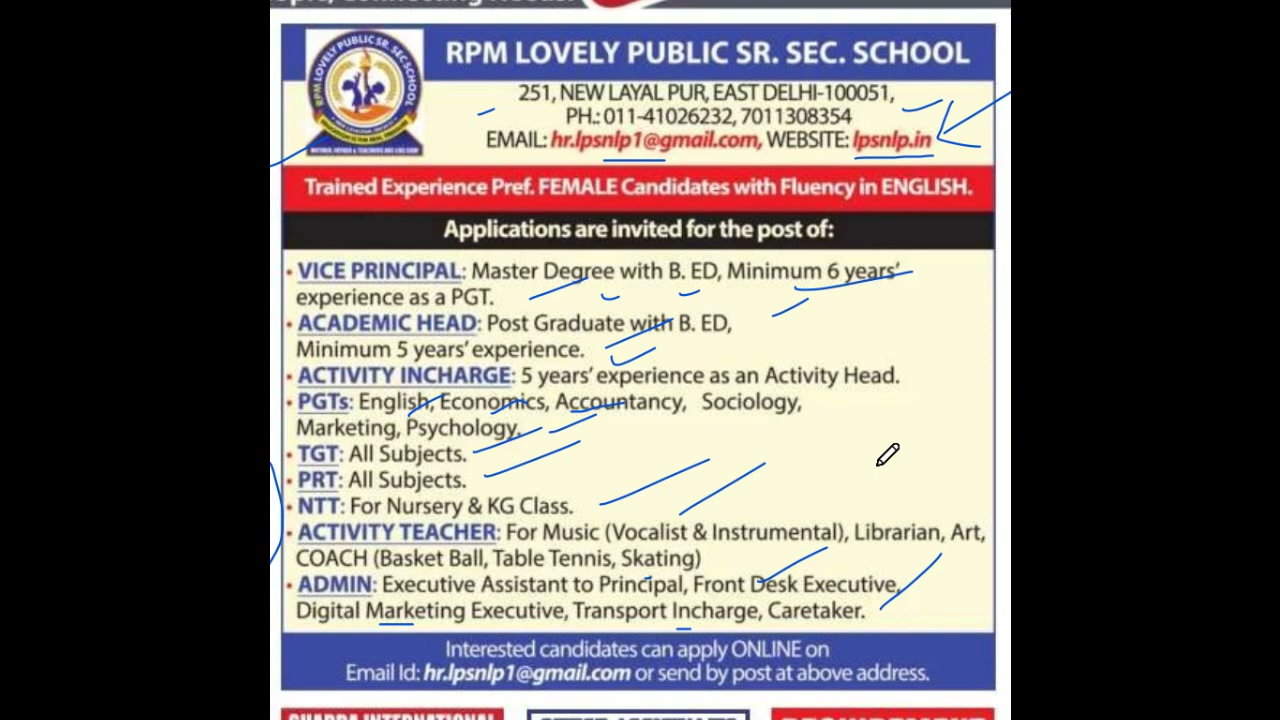 RPM LOVELY PUBLIC SR. SEC. SCHOOL
251, NEW LAYAL PUR, EAST DELHI-100051,
PH.: 011-41026232, 7011308354
EMAIL: hr.lpsnlp1@gmail.com, WEBSITE: lpsnlp.in
RPM LOVELY PUBLIC SR. SEC SCHOOL
Trained Experience Pref. FEMALE Candidates with Fluency in ENGLISH.
Applications are invited for the post of:
• VICE PRINCIPAL: Master Degree with B. ED, Minimum 6 years'
experience as a PGT.
• ACADEMIC HEAD: Post Graduate with B. ED,
Minimum 5 years' experience.
• ACTIVITY INCHARGE: 5 years' experience as an Activity Head.
• PGTs: English, Economics, Accountancy, Sociology,
Marketing, Psychology.
• TGT: All Subjects.
• PRT: All Subjects.
• NTT: For Nursery & KG Class.
• ACTIVITY TEACHER: For Music (Vocalist & Instrumental), Librarian, Art,
COACH (Basket Ball, Table Tennis, Skating)
• ADMIN: Executive Assistant to Principal, Front Desk Executive,
Digital Marketing Executive, Transport Incharge, Caretaker.
Interested candidates can apply ONLINE on
Email Id: hr.lpsnlp1@gmail.com or send by post at above address.